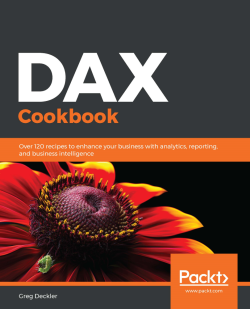 DAX
Cookbook
Over 120 recipes to enhance your business with analytics, reporting,
and business intelligence
Packt>
www.packt.com
Greg Deckler